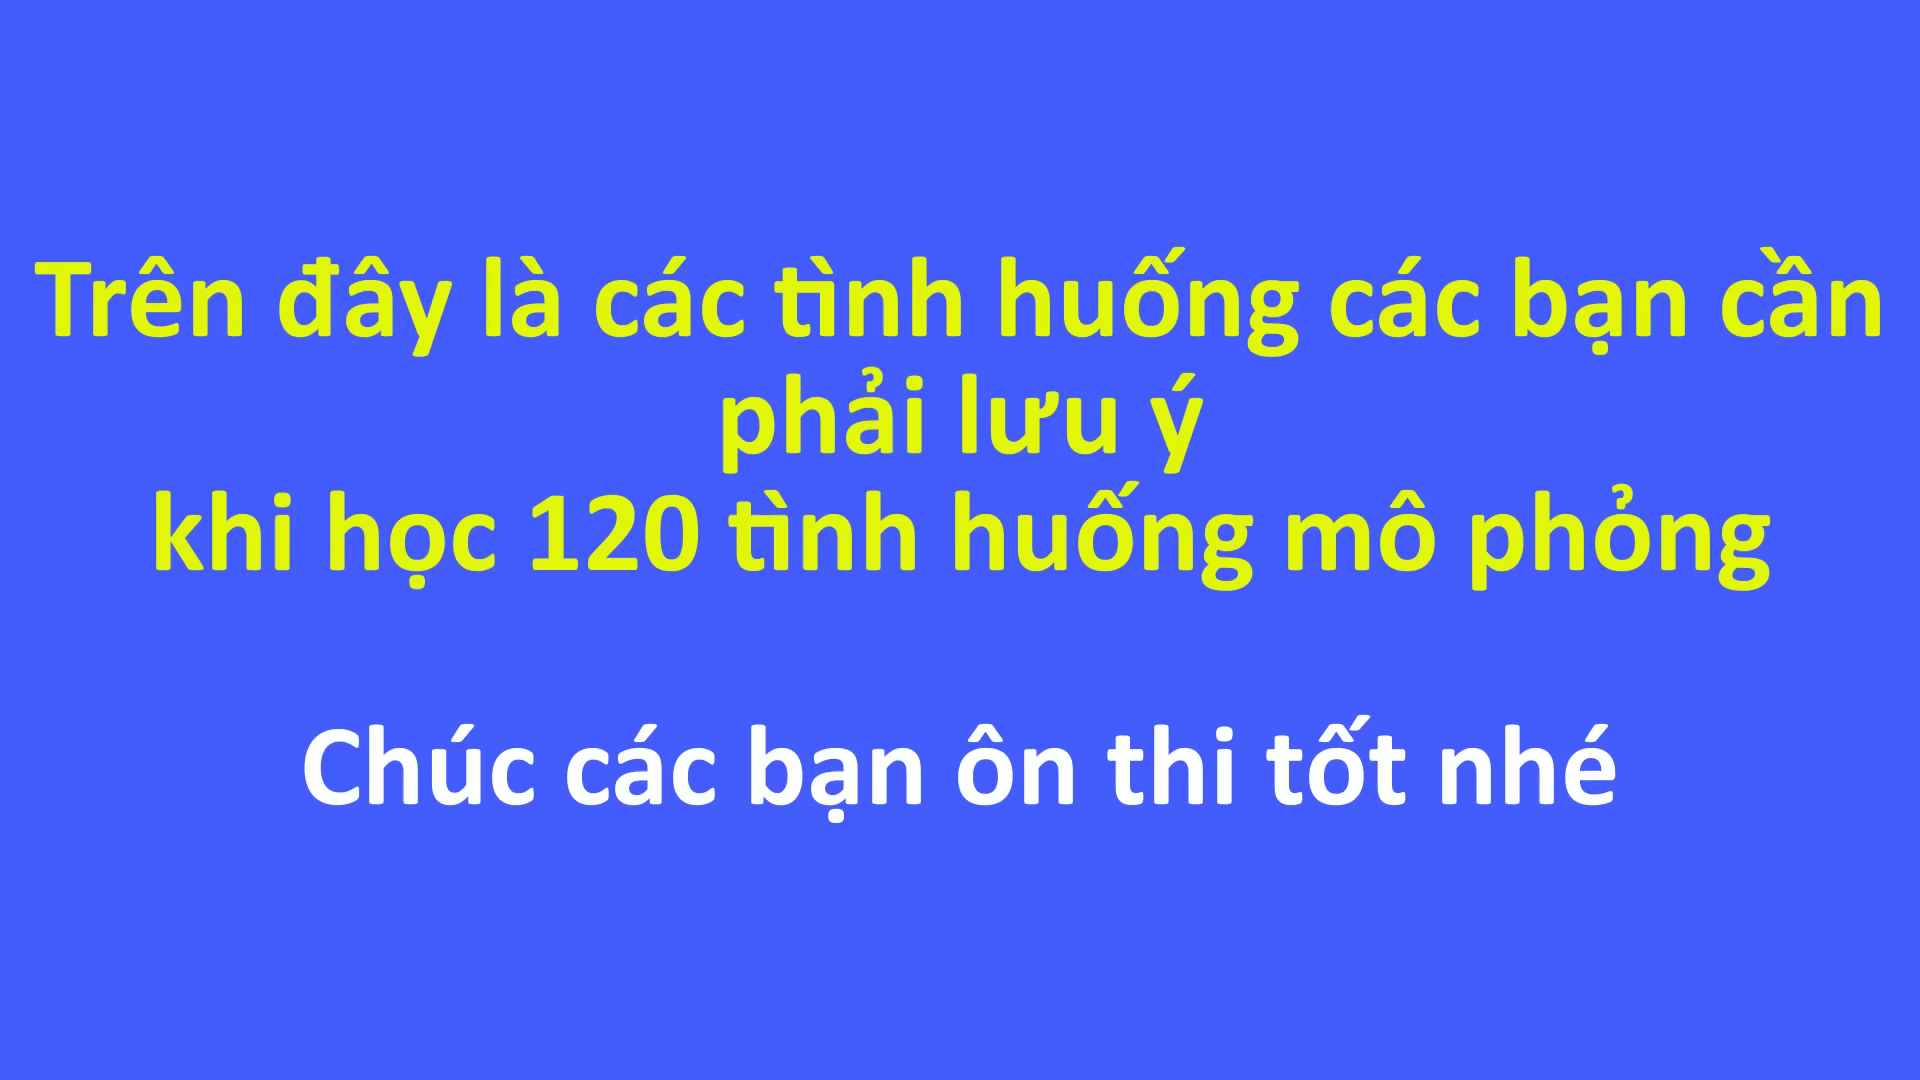 Trên đây là các tình huống các bạn cần
phải lưu ý
khi học 120 tình huống mô phỏng
Chúc các bạn ôn thi tốt nhé